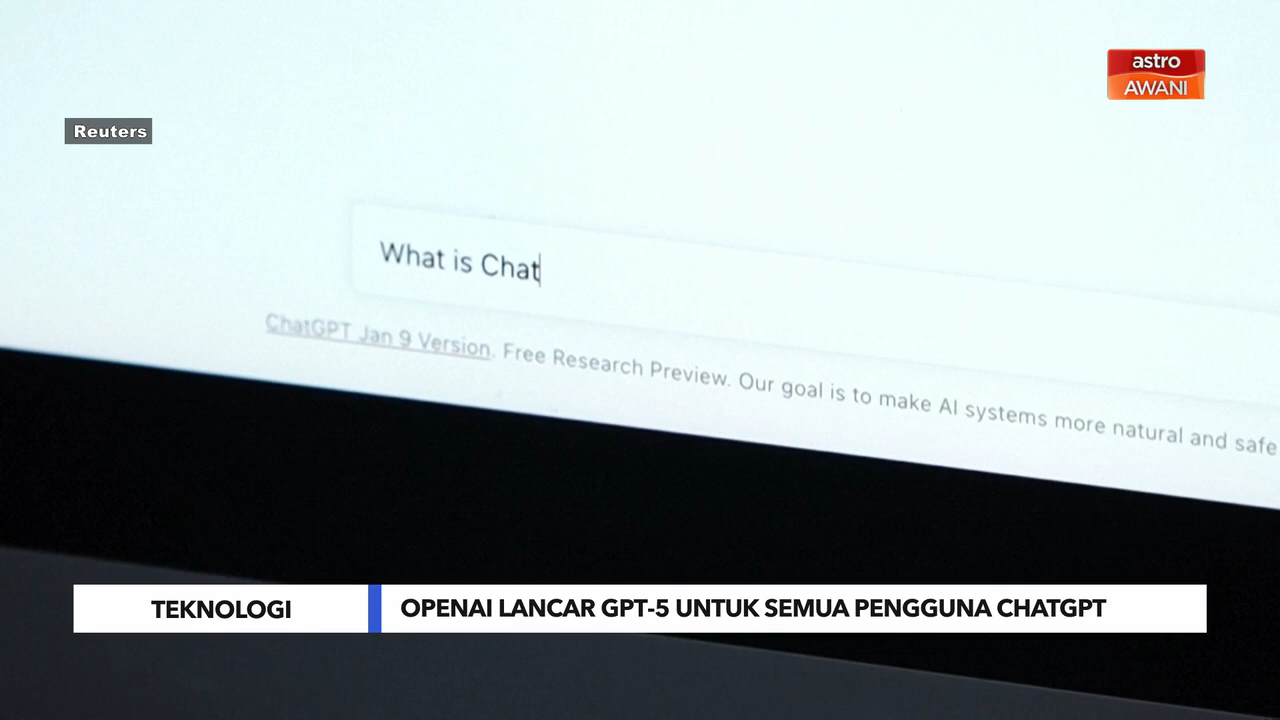 astro
AWANI
Reuters
What is Chat
ChatGPT Jan 9 Version. Free Research Preview. Our goal is to make AI systems more natural and safe
TEKNOLOGI
OPENAI LANCAR GPT-5 UNTUK SEMUA PENGGUNA CHATGPT